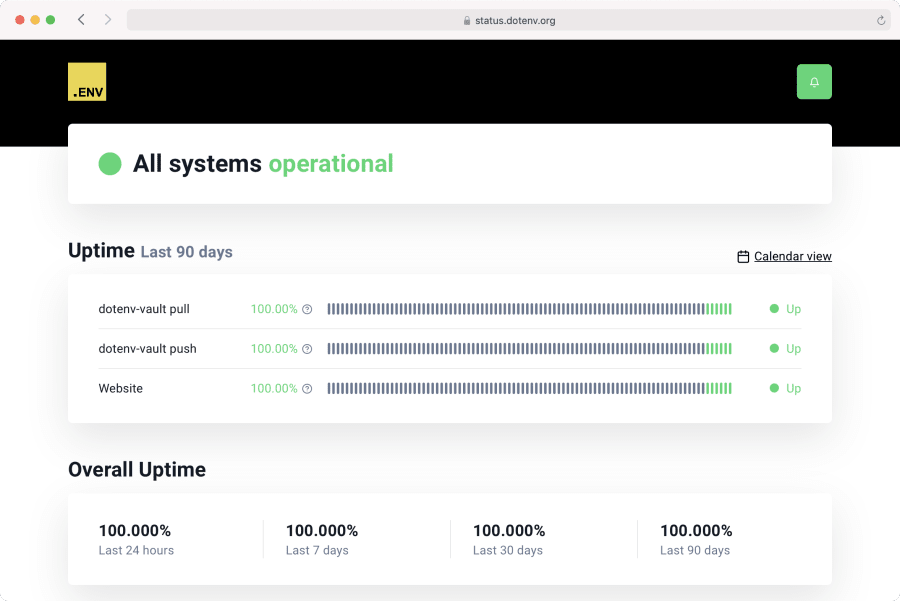 status.dotenv.org
.ENV
All systems operational
Uptime Last 90 days
Calendar view
dotenv-vault pull 100.00% Up
dotenv-vault push 100.00% Up
Website 100.00% Up
Overall Uptime
100.000% 100.000% 100.000% 100.000%
Last 24 hours Last 7 days Last 30 days Last 90 days